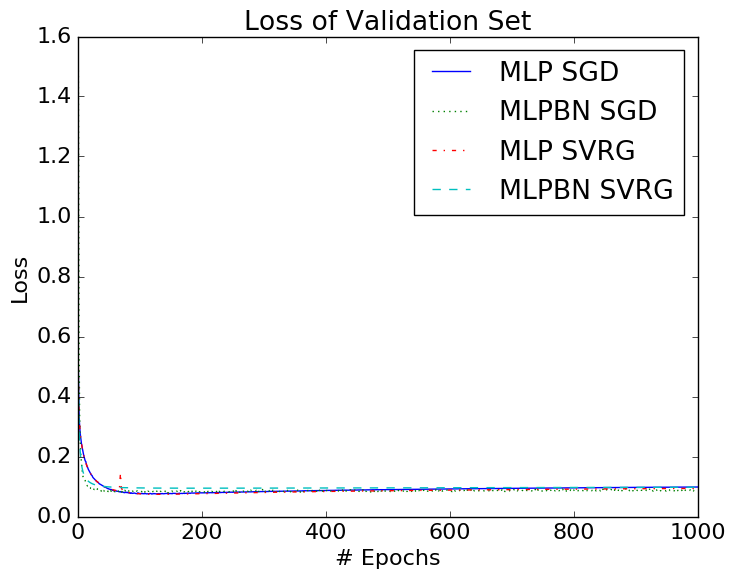 Loss of Validation Set
1.6
1.4
1.2
1.0
0.8
0.6
0.4
0.2
0.0
Loss
MLP SGD
MLPBN SGD
MLP SVRG
MLPBN SVRG
0 200 400 600 800 1000
# Epochs